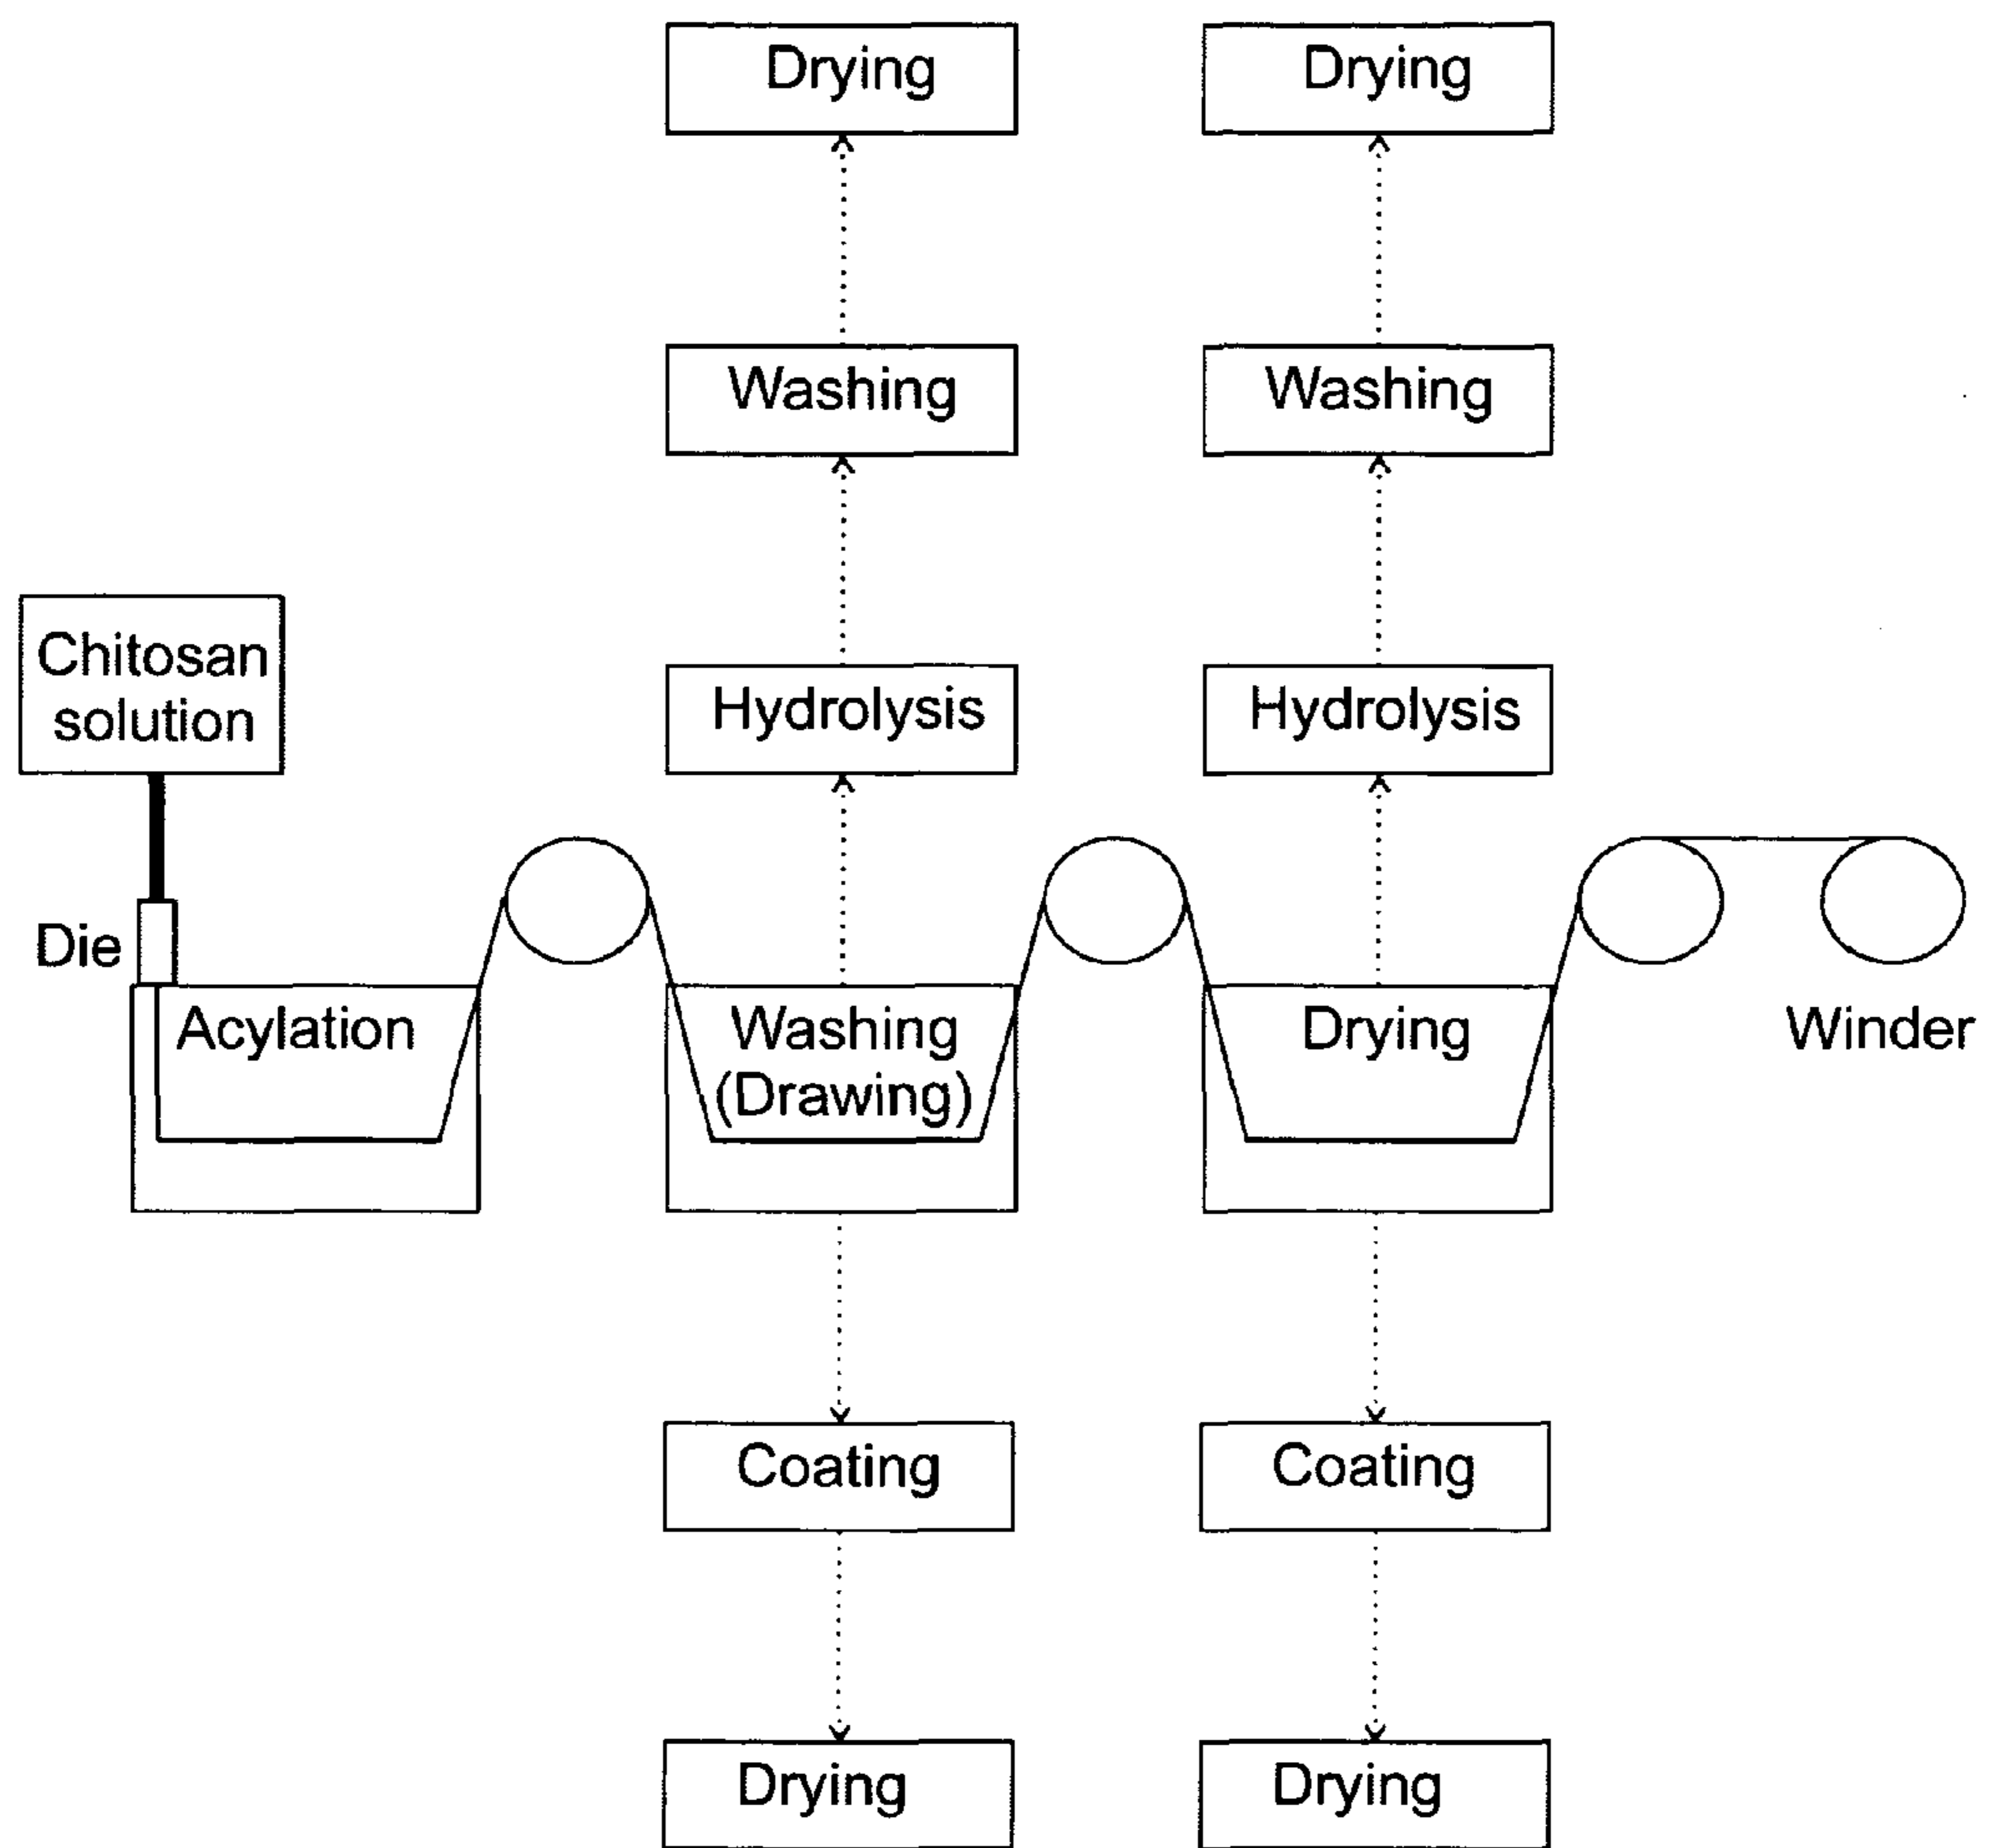 Drying
Drying
Washing
Washing
Chitosan
solution
Hydrolysis
Hydrolysis
Die
Acylation
Washing
(Drawing)
Drying
Winder
Coating
Coating
Drying
Drying